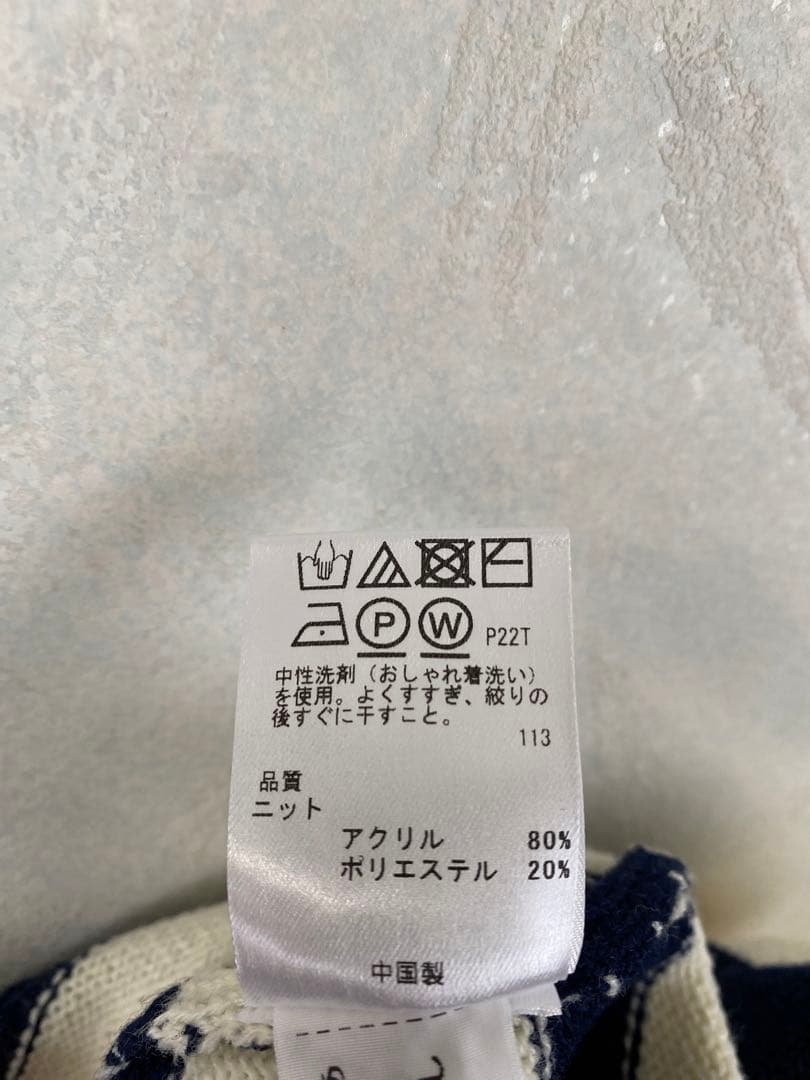 P W P22T
中性洗剤（おしゃれ着洗い）
を使用。よくすすぎ、絞りの
後すぐに干すこと。
113
品質
ニット
アクリル 80%
ポリエステル 20%
中国製